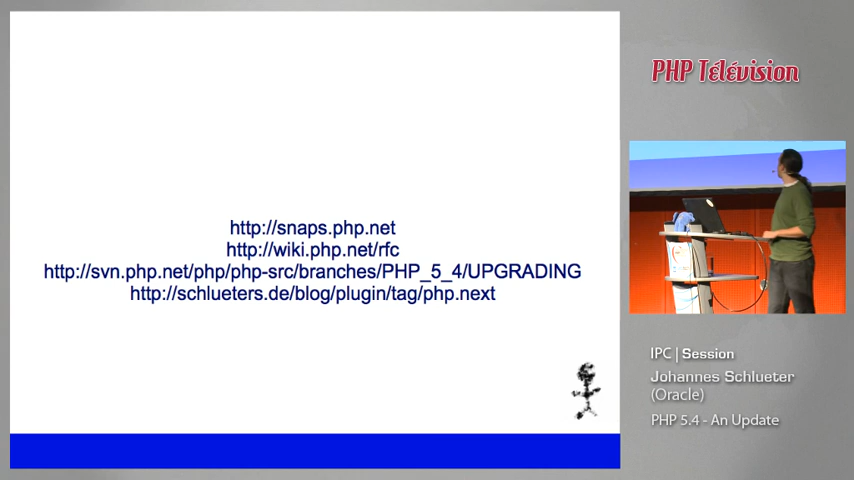 http://snaps.php.net
http://wiki.php.net/rfc
http://svn.php.net/php/php-src/branches/PHP_5_4/UPGRADING
http://schlueters.de/blog/plugin/tag/php.next
PHP Télévision
IPC | Session
Johannes Schlueter
(Oracle)
PHP 5.4 - An Update